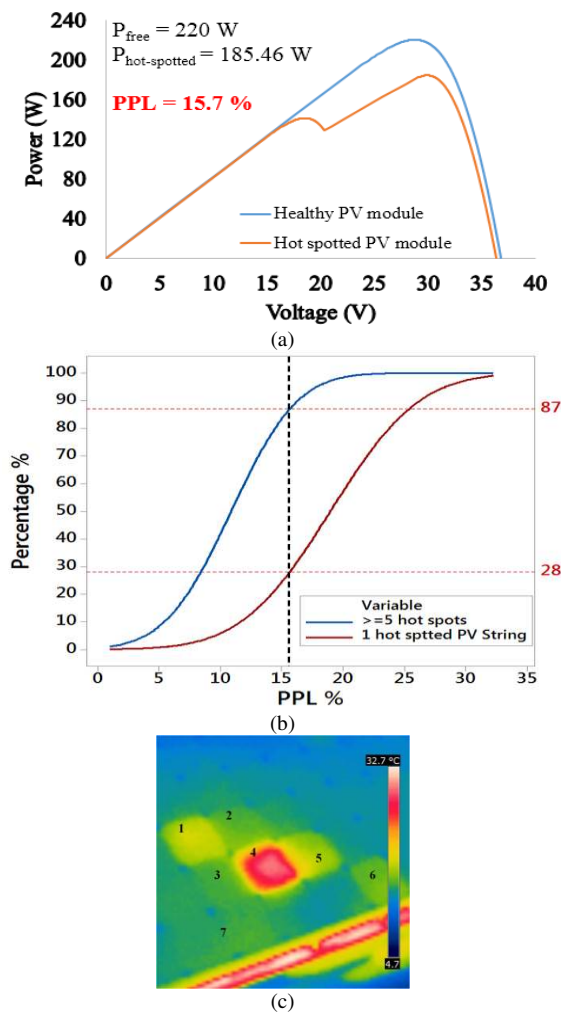 240
200
160
120
80
40
0
Power (W)
P_free = 220 W
P_hot-spotted = 185.46 W
PPL = 15.7 %
Healthy PV module
Hot spotted PV module
0 5 10 15 20 25 30 35 40
Voltage (V)
(a)
100
90
80
70
60
50
40
30
20
10
0
Percentage %
87
28
Variable
>=5 hot spots
1 hot sptted PV String
0 5 10 15 20 25 30 35
PPL %
(b)
32.7 °C
1
2
3
4
5
6
7
4.7
(c)